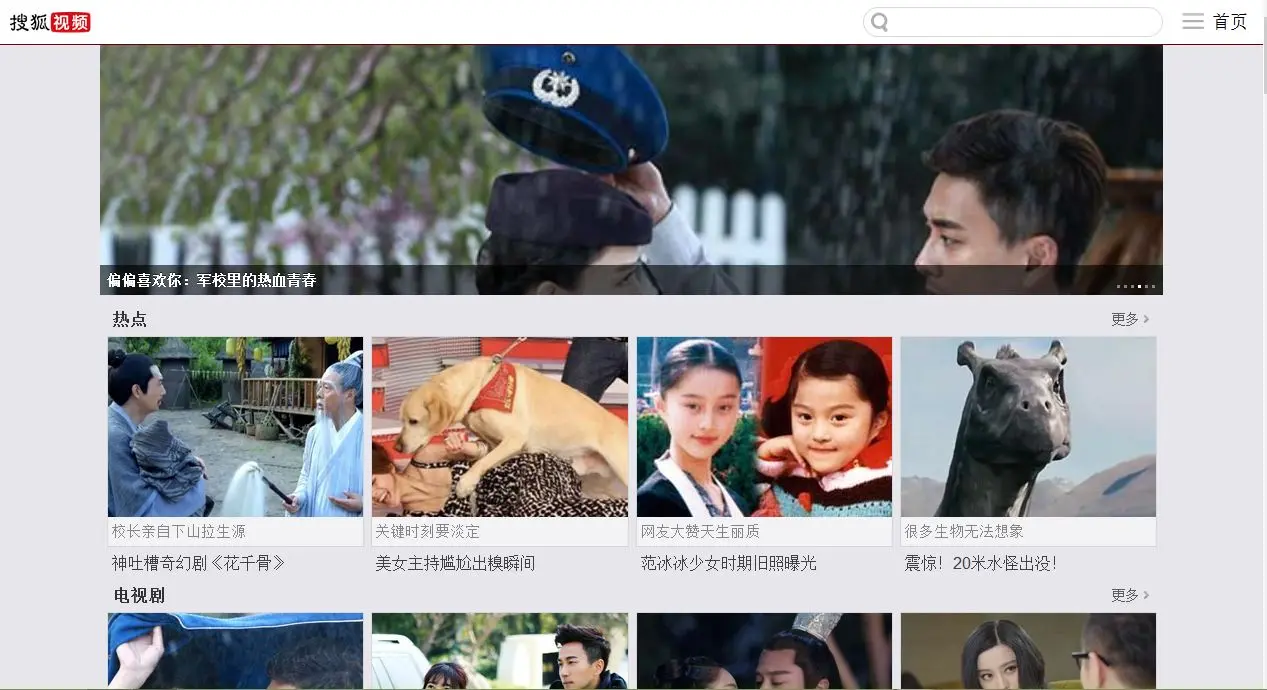 搜狐视频
首页
偏偏喜欢你：军校里的热血青春
热点
更多 >
校长亲自下山拉生源
关键时刻要淡定
网友大赞天生丽质
很多生物无法想象
神吐槽奇幻剧《花千骨》
美女主持尴尬出糗瞬间
范冰冰少女时期旧照曝光
震惊！20米水怪出没！
电视剧
更多 >